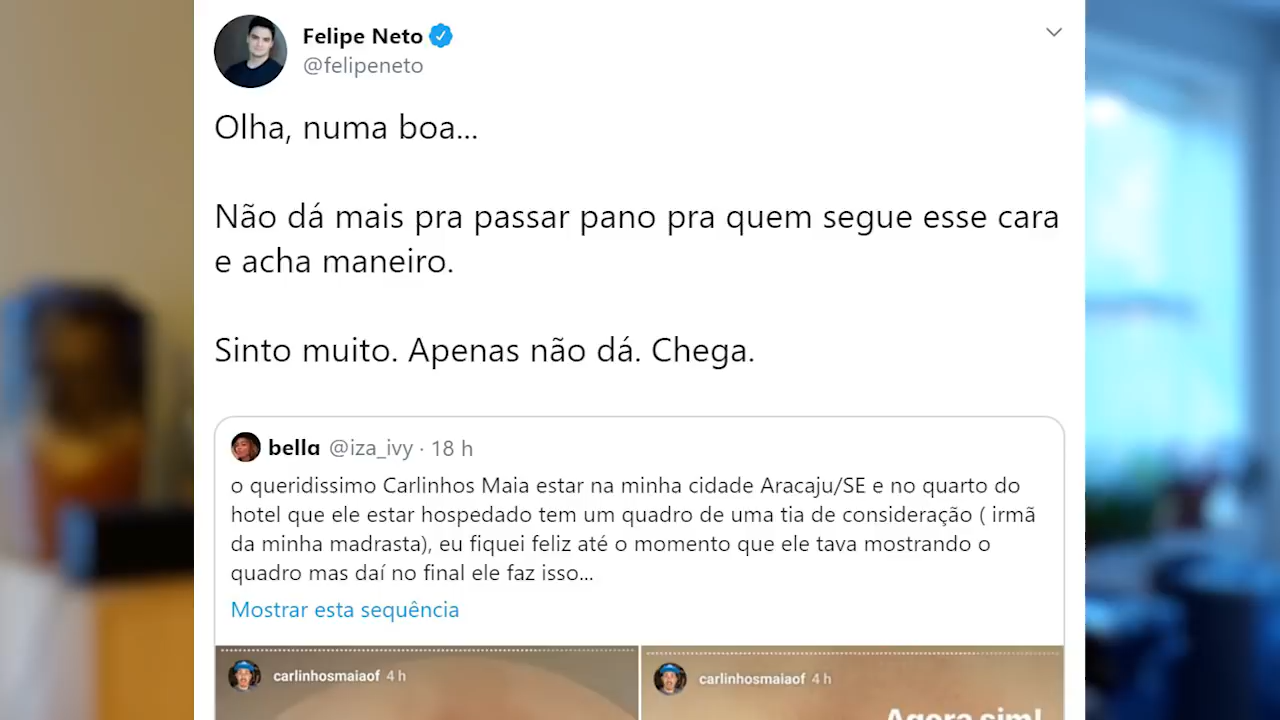 Felipe Neto
@felipeneto
Olha, numa boa...
Não dá mais pra passar pano pra quem segue esse cara
e acha maneiro.
Sinto muito. Apenas não dá. Chega.
bella @iza_ivy · 18 h
o queridissimo Carlinhos Maia estar na minha cidade Aracaju/SE e no quarto do
hotel que ele estar hospedado tem um quadro de uma tia de consideração ( irmã
da minha madrasta), eu fiquei feliz até o momento que ele tava mostrando o
quadro mas daí no final ele faz isso...
Mostrar esta sequência
carlinhosmaiaof 4 h
carlinhosmaiaof 4 h
Agora sim!